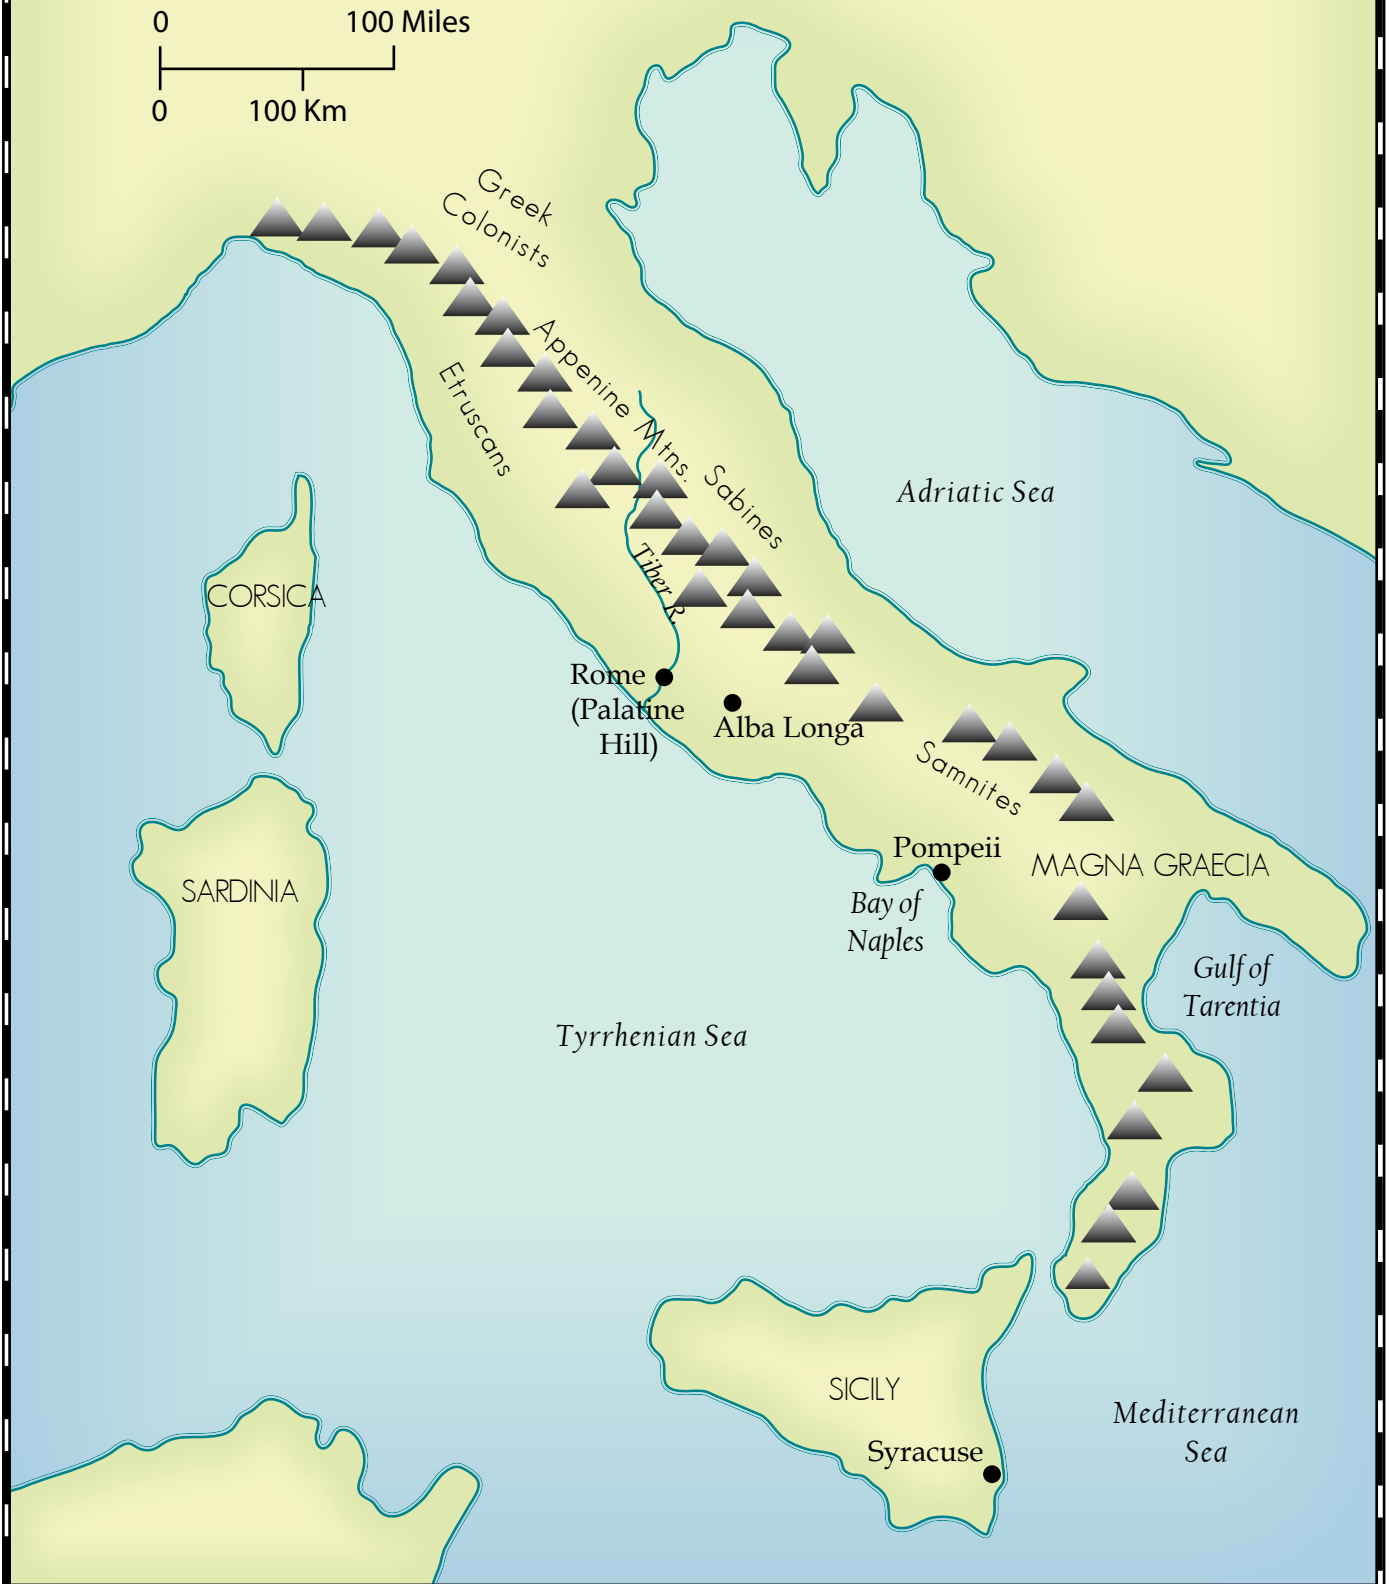 0 100 Miles
0 100 Km
Greek
Colonists
Appenine Mtns.
Etruscans
Sabines
Adriatic Sea
Tiber R.
CORSICA
Rome
(Palatine
Hill)
Alba Longa
Samnites
Pompeii
MAGNA GRAECIA
SARDINIA
Bay of
Naples
Gulf of
Tarentia
Tyrrhenian Sea
SICILY
Mediterranean
Sea
Syracuse